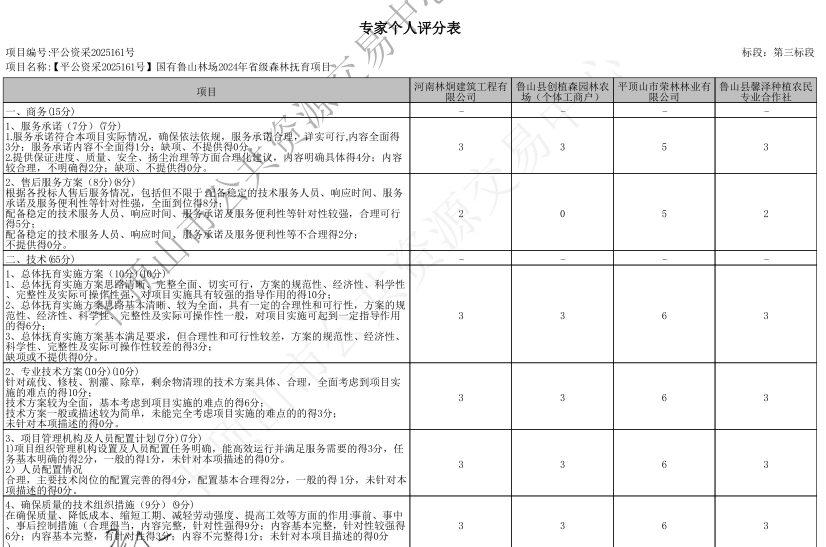 专家个人评分表
项目编号:平公资采2025161号
标段：第三标段
项目名称:【平公资采2025161号】国有鲁山林场2024年省级森林抚育项目
项目
河南林炯建筑工程有
限公司
鲁山县创植森园林农
场（个体工商户）
平顶山市荣林林业有
限公司
鲁山县馨泽种植农民
专业合作社
一、商务(15分)
— — — —
1、服务承诺（7分）(7分)
1.服务承诺符合本项目实际情况，确保依法依规，服务承诺合理，详实可行,内容全面得
3分；服务承诺内容不全面得1分；缺项、不提供得0分。
2.提供保证进度、质量、安全、扬尘治理等方面合理化建议，内容明确具体得4分；内容
较合理，不明确得2分；缺项、不提供得0分。
3 3 5 3
2、售后服务方案（8分)(8分)
根据各投标人售后服务情况，包括但不限于:配备稳定的技术服务人员、响应时间、服务
承诺及服务便利性等针对性强，全面到位得8分；
配备稳定的技术服务人员、响应时间、服务承诺及服务便利性等针对性较强，合理可行
得5分；
配备稳定的技术服务人员、响应时间、服务承诺及服务便利性等不合理得2分；
不提供得0分。
2 0 5 2
二、技术(65分)
— — — —
1、总体抚育实施方案（10分)(10分)
1、总体抚育实施方案思路清晰、完整全面、切实可行，方案的规范性、经济性、科学性
、完整性及实际可操作性强，对项目实施具有较强的指导作用的得10分；
2、总体抚育实施方案思路基本清晰、较为全面，具有一定的合理性和可行性，方案的规
范性、经济性、科学性、完整性及实际可操作性一般，对项目实施可起到一定指导作用
的得6分；
3、总体抚育实施方案基本满足要求，但合理性和可行性较差，方案的规范性、经济性、
科学性、完整性及实际可操作性较差的得3分；
缺项或不提供得0分。
3 3 6 3
2、专业技术方案(10分)(10分)
针对疏伐、修枝、割灌、除草，剩余物清理的技术方案具体、合理，全面考虑到项目实
施的难点的得10分；
技术方案较为全面，基本考虑到项目实施的难点的得6分；
技术方案一般或描述较为简单，未能完全考虑项目实施的难点的的得3分；
未针对本项描述的得0分。
3 3 6 3
3、项目管理机构及人员配置计划(7分)(7分)
1)项目组织管理机构设置及人员配置任务明确，能高效运行并满足服务需要的得3分，任
务基本明确的得2分，一般的得1分，未针对本项描述的得0分。
2）人员配置情况
合理，主要技术岗位的配置完善的得4分，配置基本合理得2分，一般的得 1分，未针对本
项描述的得0分。
3 3 6 3
4、确保质量的技术组织措施（9分）(9分)
在确保质量、降低成本、缩短工期、减轻劳动强度、提高工效等方面的作用:事前、事中
、事后控制措施（合理得当，内容完整，针对性强得9分；内容基本完整，针对性较强得
6分；内容基本完整，有针对性得3分；内容不完整得1分；未针对本项目描述的得0分
3 3 6 3
平顶山市公共资源交易中心
平顶山市公共资源交易中心